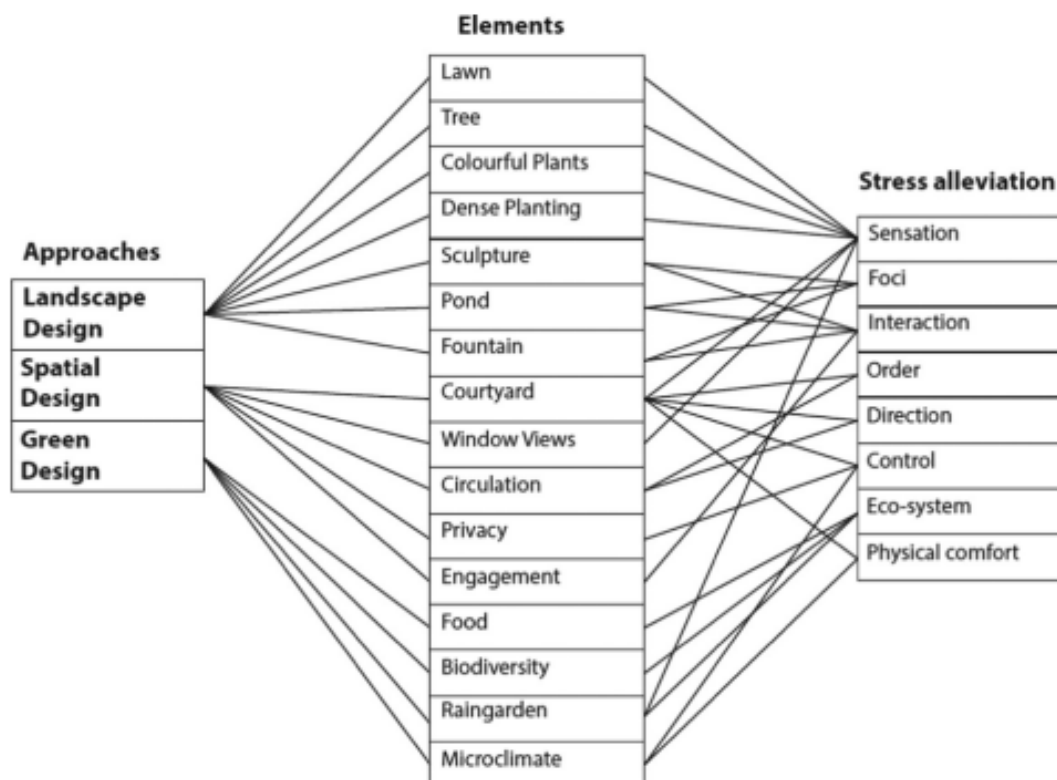 Elements
Lawn
Tree
Colourful Plants
Dense Planting
Sculpture
Pond
Fountain
Courtyard
Window Views
Circulation
Privacy
Engagement
Food
Biodiversity
Raingarden
Microclimate
Approaches
Landscape
Design
Spatial
Design
Green
Design
Stress alleviation
Sensation
Foci
Interaction
Order
Direction
Control
Eco-system
Physical comfort